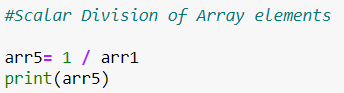 #Scalar Division of Array elements
arr5= 1 / arr1
print(arr5)